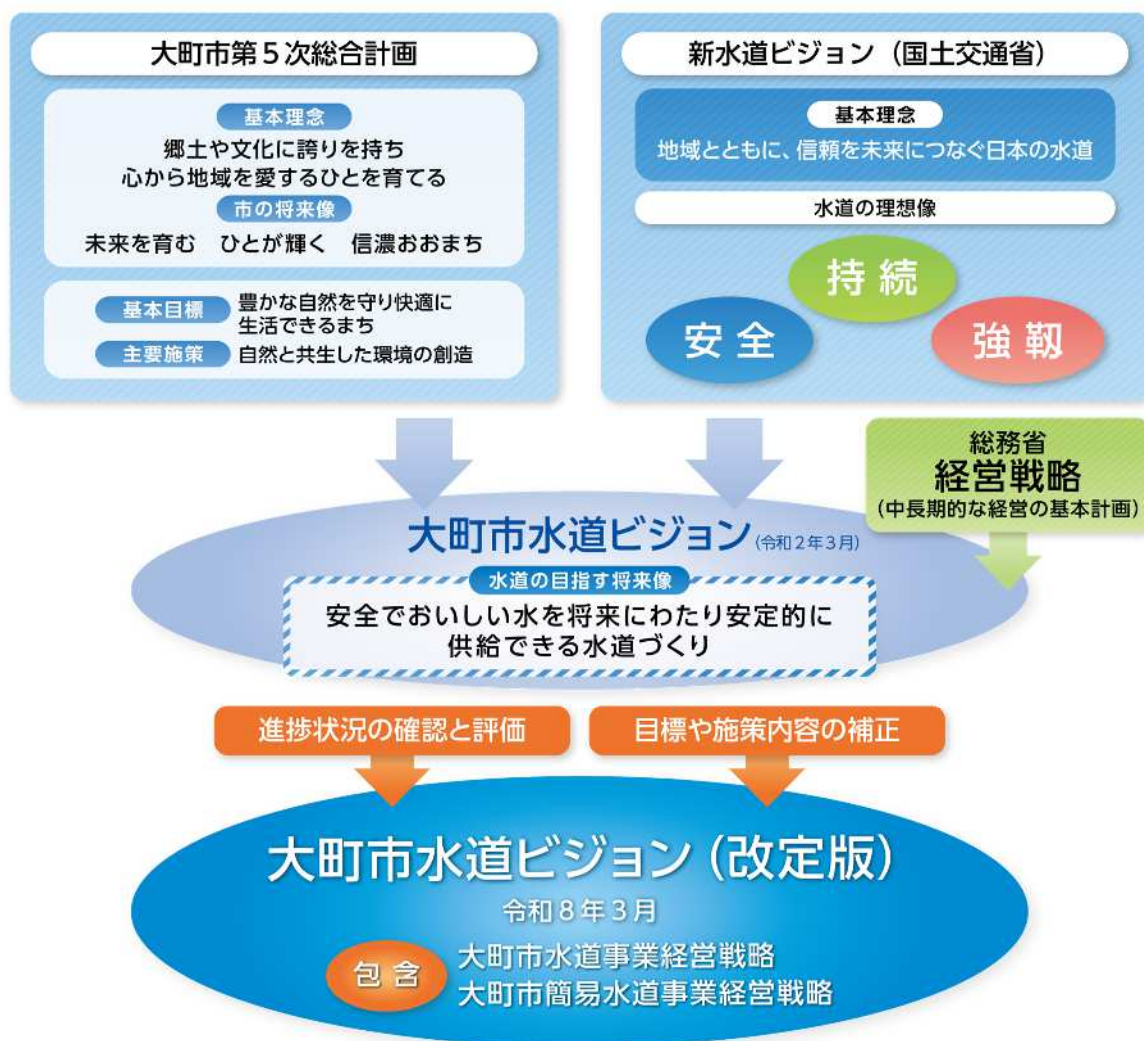 大町市第5次総合計画
基本理念
郷土や文化に誇りを持ち
心から地域を愛するひとを育てる
市の将来像
未来を育む　ひとが輝く　信濃おおまち
基本目標
豊かな自然を守り快適に
生活できるまち
主要施策
自然と共生した環境の創造
新水道ビジョン（国土交通省）
基本理念
地域とともに、信頼を未来につなぐ日本の水道
水道の理想像
持続
安全
強靱
総務省
経営戦略
（中長期的な経営の基本計画）
大町市水道ビジョン（令和2年3月）
水道の目指す将来像
安全でおいしい水を将来にわたり安定的に
供給できる水道づくり
進捗状況の確認と評価
目標や施策内容の補正
大町市水道ビジョン（改定版）
令和8年3月
包含
大町市水道事業経営戦略
大町市簡易水道事業経営戦略